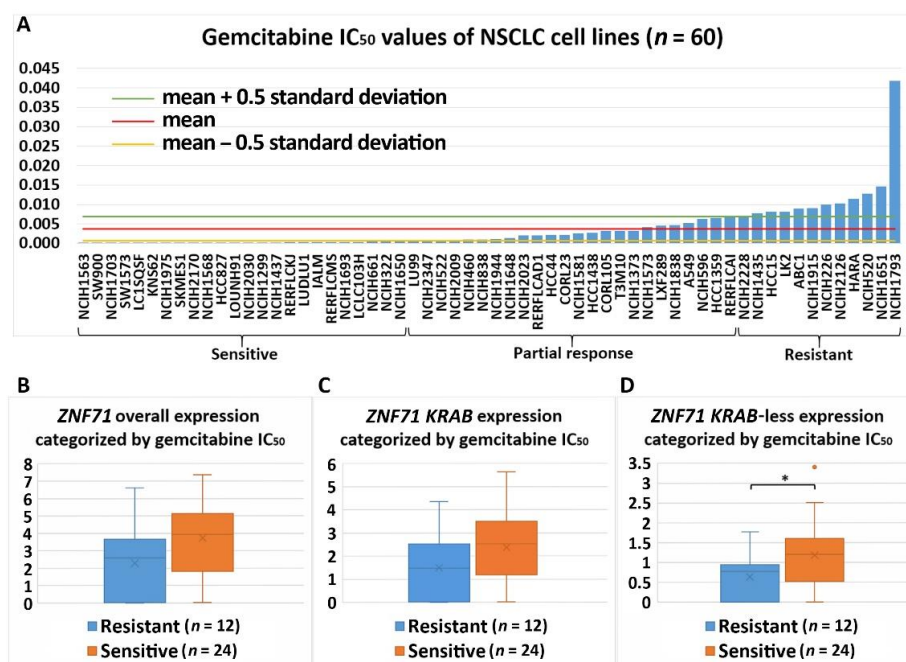 A
Gemcitabine IC50 values of NSCLC cell lines (n = 60)
0.045
0.040
0.035
0.030
0.025
0.020
0.015
0.010
0.005
0.000
mean + 0.5 standard deviation
mean
mean – 0.5 standard deviation
NCIH1563
SW900
NCIH1703
SW1573
LC1SQSF
KNS62
NCIH1975
SKMES1
NCIH2170
NCIH1568
HCC827
LOUNH91
NCIH2030
NCIH1299
NCIH1437
RERFLCKJ
LUDLU1
IALM
RERFLCMS
NCIH1693
LCLC103H
NCIH661
NCIH322
NCIH1650
LU99
NCIH2347
NCIH522
NCIH2009
NCIH460
NCIH838
NCIH1944
NCIH1648
NCIH2023
RERFLCAD1
HCC44
CORL23
NCIH1581
HCC1438
CORL105
T3M10
NCIH1373
NCIH1573
LXF289
NCIH1838
A549
NCIH596
HCC1359
RERFLCAI
NCIH2228
NCIH1435
HCC15
LK2
ABC1
NCIH1915
NCIH226
NCIH2126
HARA
NCIH520
NCIH1651
NCIH1793
Sensitive
Partial response
Resistant
B
ZNF71 overall expression
categorized by gemcitabine IC50
8
7
6
5
4
3
2
1
0
Resistant (n = 12)
Sensitive (n = 24)
C
ZNF71 KRAB expression
categorized by gemcitabine IC50
6
5
4
3
2
1
0
Resistant (n = 12)
Sensitive (n = 24)
D
ZNF71 KRAB-less expression
categorized by gemcitabine IC50
3.5
3
2.5
2
1.5
1
0.5
0
*
Resistant (n = 12)
Sensitive (n = 24)